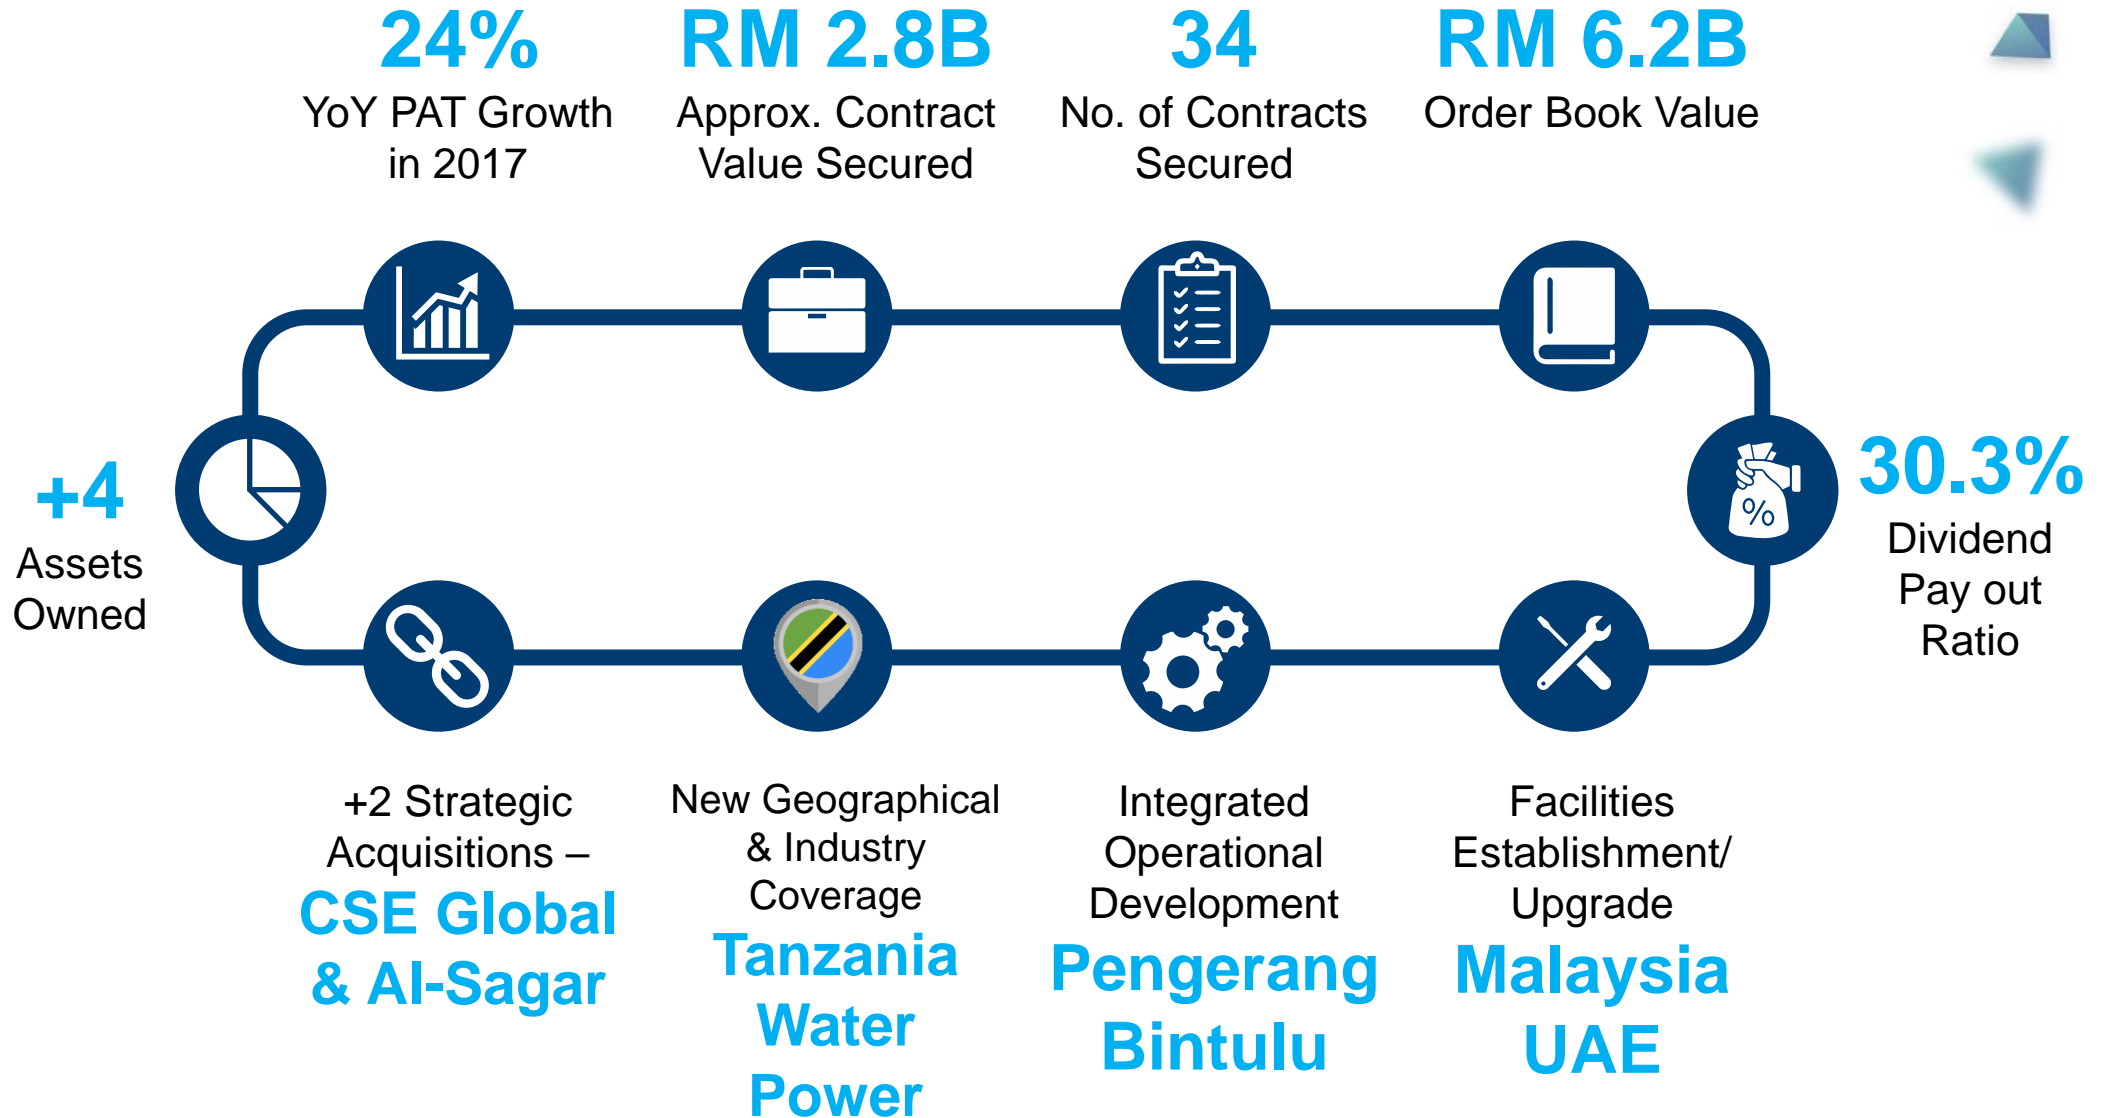 24%
YoY PAT Growth
in 2017
RM 2.8B
Approx. Contract
Value Secured
34
No. of Contracts
Secured
RM 6.2B
Order Book Value
+4
Assets
Owned
%
30.3%
Dividend
Pay out
Ratio
+2 Strategic
Acquisitions –
CSE Global
& Al-Sagar
New Geographical
& Industry
Coverage
Tanzania
Water
Power
Integrated
Operational
Development
Pengerang
Bintulu
Facilities
Establishment/
Upgrade
Malaysia
UAE